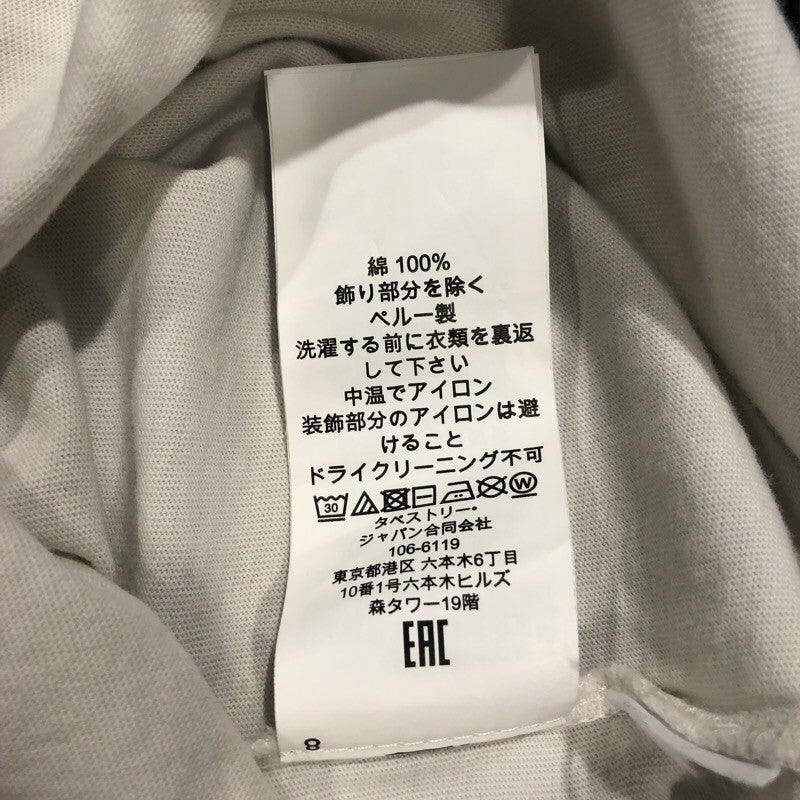 綿 100%
飾り部分を除く
ペルー製
洗濯する前に衣類を裏返
して下さい
中温でアイロン
装飾部分のアイロンは避
けること
ドライクリーニング不可
30 W
タペストリー・
ジャパン合同会社
106-6119
東京都港区 六本木6丁目
10番1号六本木ヒルズ
森タワー19階
EAC
8